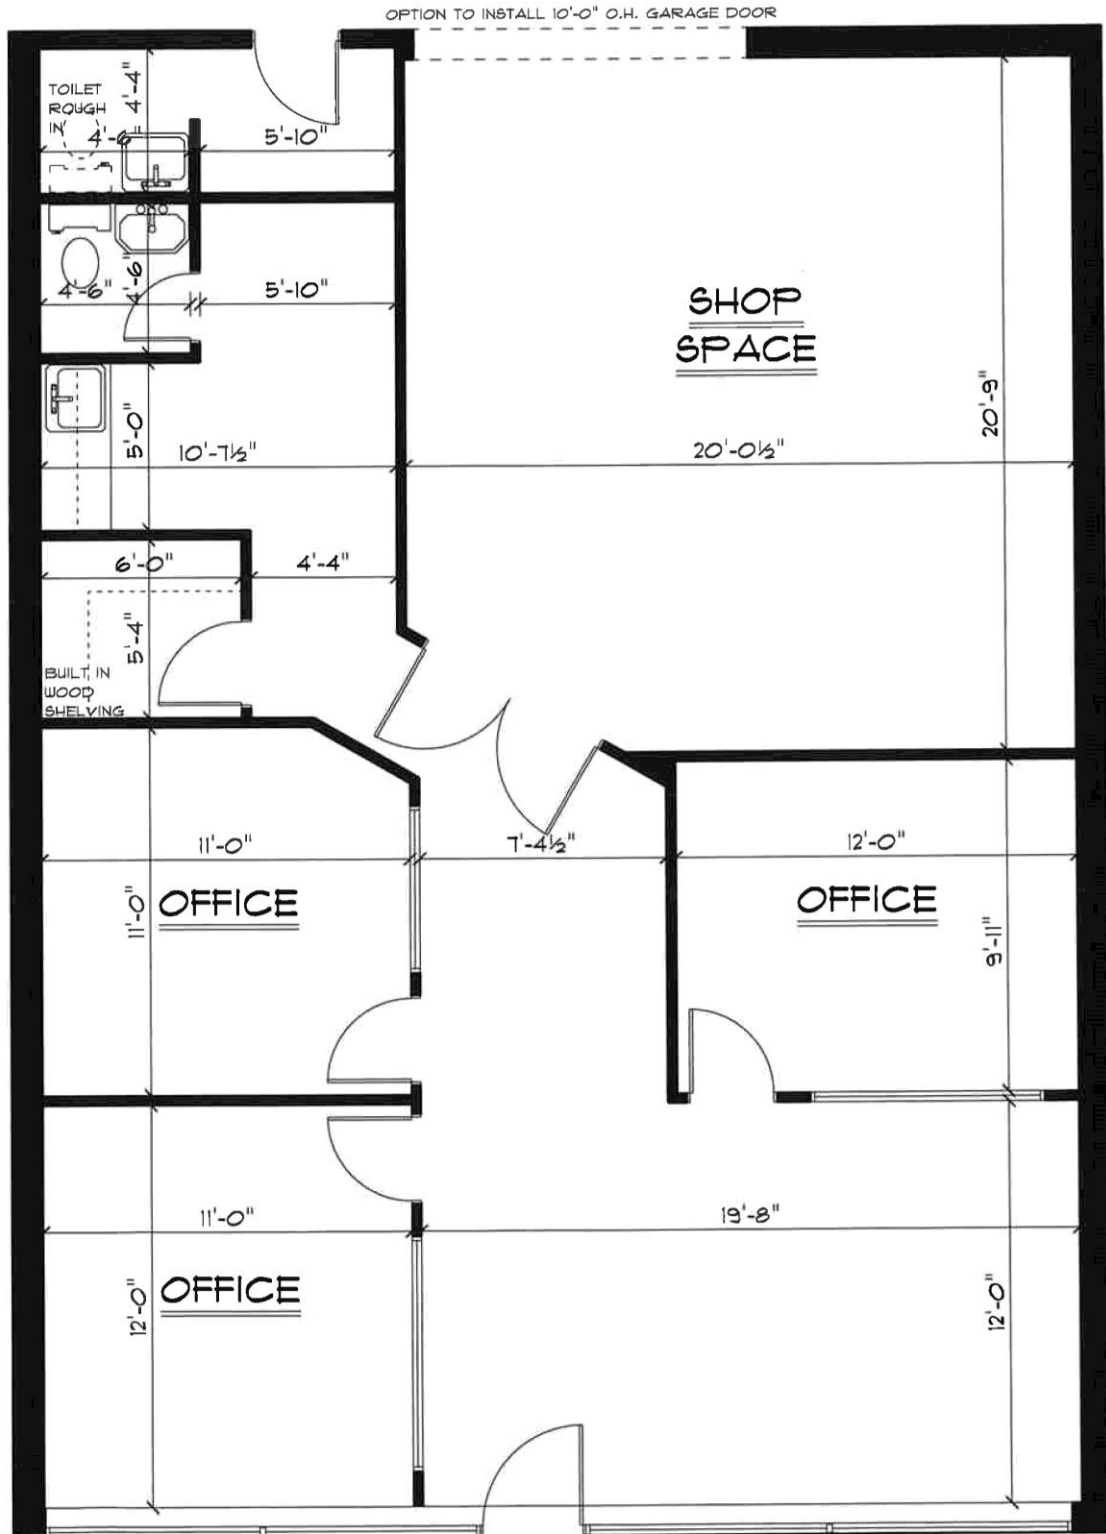 OPTION TO INSTALL 10'-0" O.H. GARAGE DOOR
TOILET
ROUGH
IN
4'-4"
4'-6"
5'-10"
4'-6"
4'-6"
5'-10"
SHOP
SPACE
20'-9"
5'-0"
10'-7½"
20'-0½"
6'-0"
4'-4"
5'-4"
BUILT IN
WOOD
SHELVING
11'-0"
7'-4½"
12'-0"
11'-0"
OFFICE
OFFICE
9'-11"
11'-0"
19'-8"
12'-0"
OFFICE
12'-0"